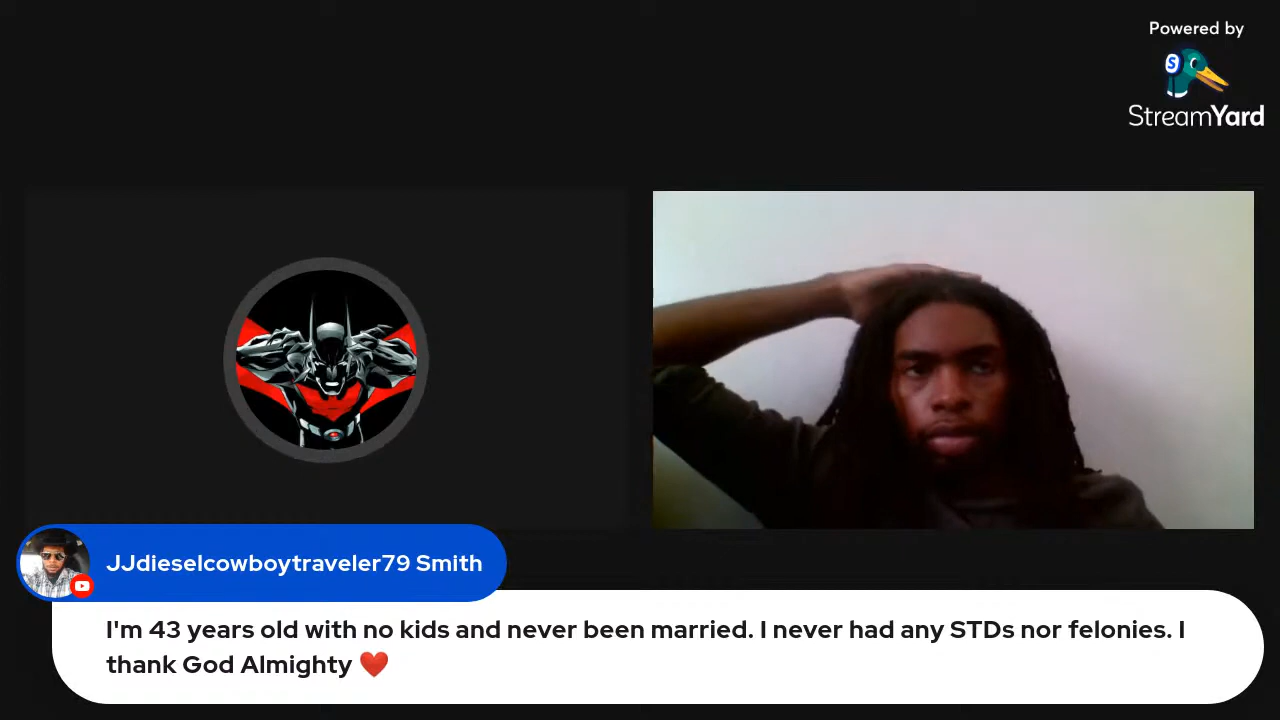 Powered by
StreamYard
JJdieselcowboytraveler79 Smith
I'm 43 years old with no kids and never been married. I never had any STDs nor felonies. I
thank God Almighty ❤️